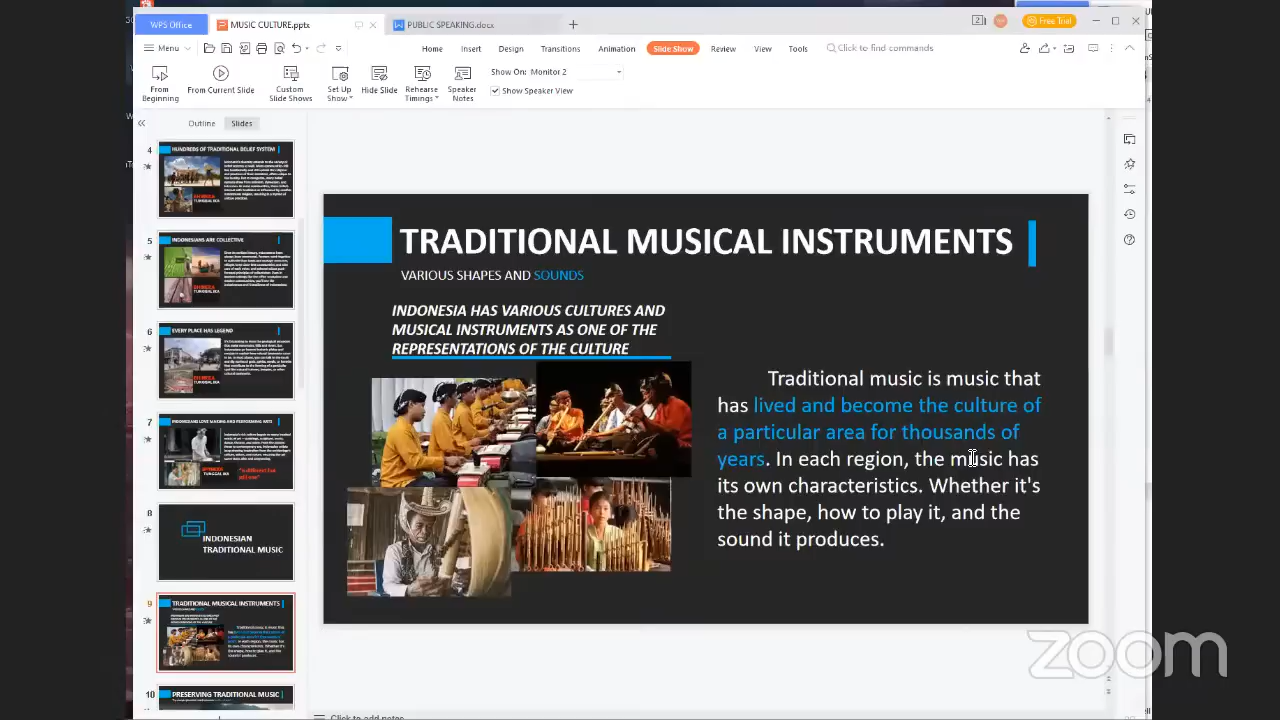 WPS Office
MUSIC CULTURE.pptx
PUBLIC SPEAKING.docx
Free Trial
Menu
Home
Insert
Design
Transitions
Animation
Slide Show
Review
View
Tools
Click to find commands
From Beginning
From Current Slide
Custom Slide Shows
Set Up Show
Hide Slide
Rehearse Timings
Speaker Notes
Show On: Monitor 2
Show Speaker View
Outline
Slides
4
HUNDREDS OF TRADITIONAL BELIEF SYSTEM
5
INDONESIANS ARE COLLECTIVE
6
EVERY PLACE HAS LEGEND
7
INDONESIANS LOVE MAKING AND PERFORMING ARTS
8
INDONESIAN
TRADITIONAL MUSIC
9
TRADITIONAL MUSICAL INSTRUMENTS
10
PRESERVING TRADITIONAL MUSIC
TRADITIONAL MUSICAL INSTRUMENTS
VARIOUS SHAPES AND SOUNDS
INDONESIA HAS VARIOUS CULTURES AND
MUSICAL INSTRUMENTS AS ONE OF THE
REPRESENTATIONS OF THE CULTURE
Traditional music is music that
has lived and become the culture of
a particular area for thousands of
years. In each region, the music has
its own characteristics. Whether it's
the shape, how to play it, and the
sound it produces.
Click to add notes
zoom